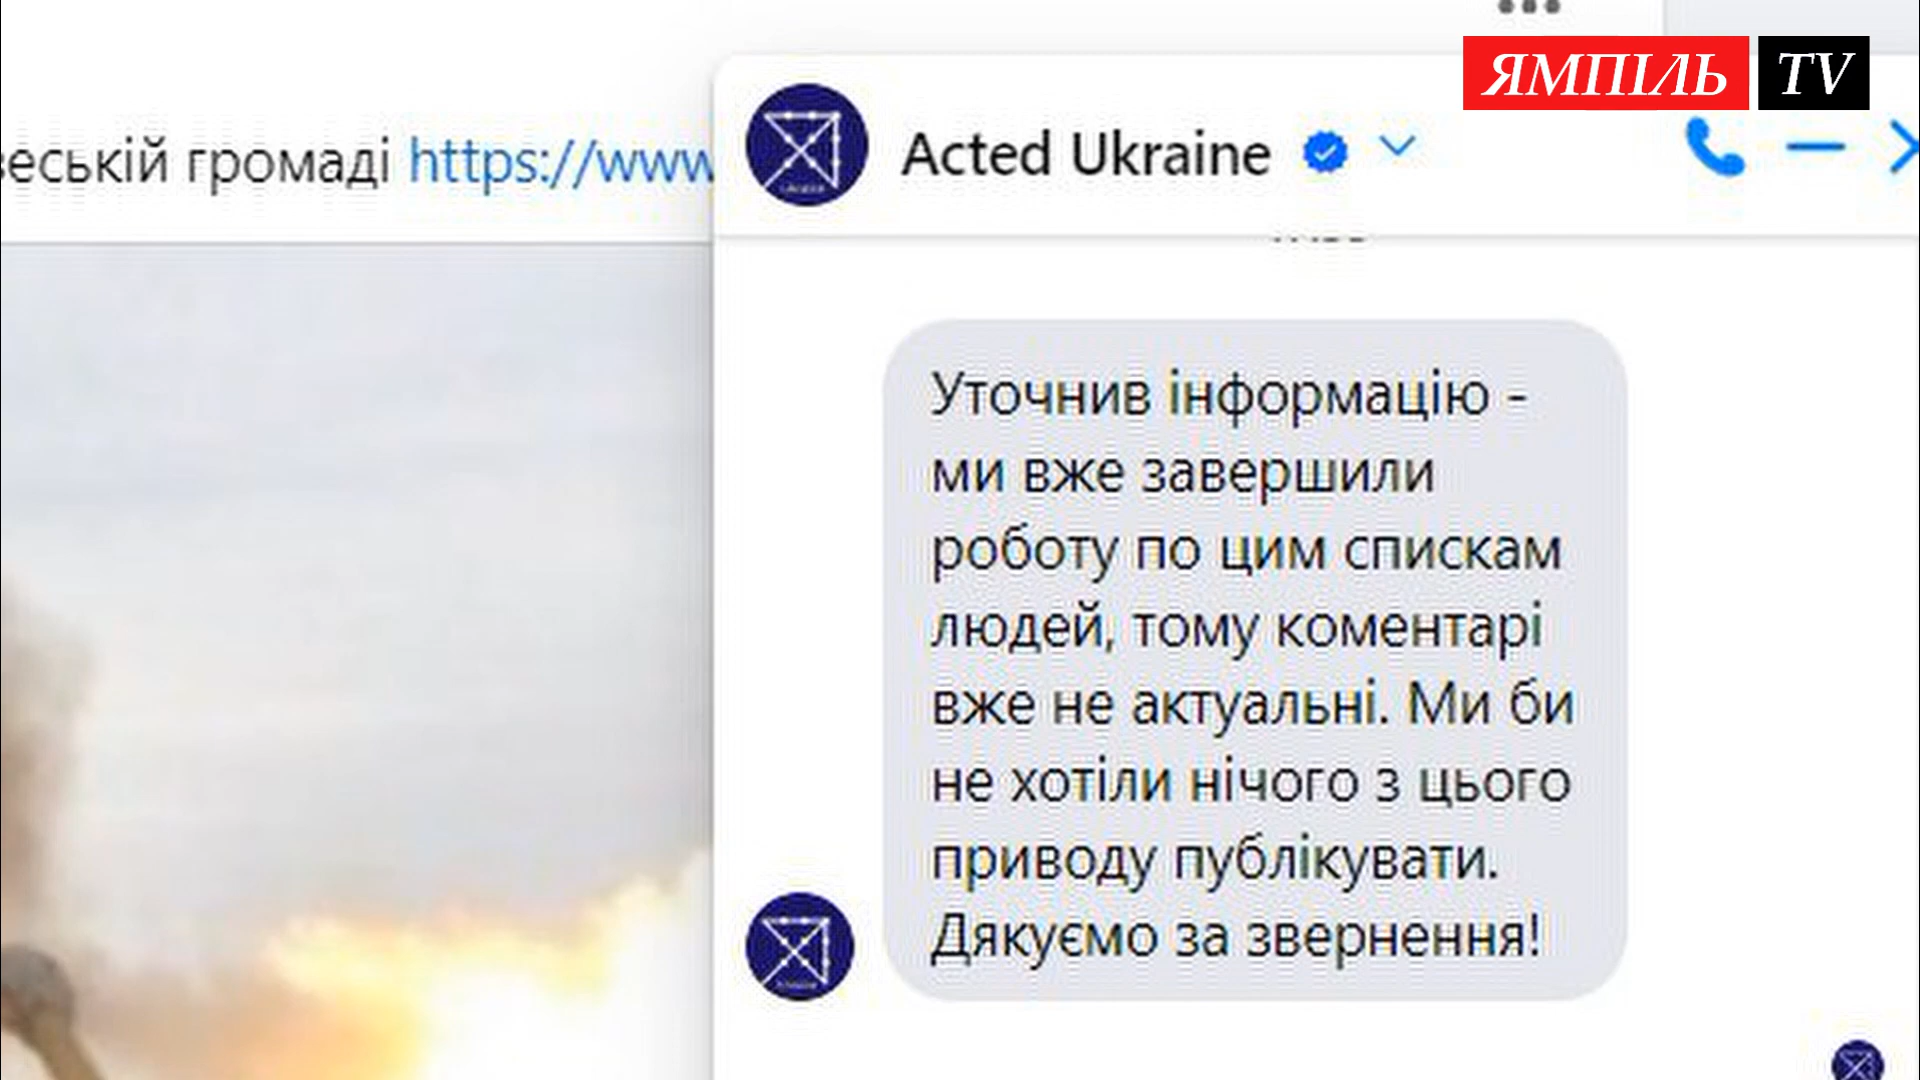 ЯМПІЛЬ TV
громаді https://www
Acted Ukraine
Уточнив інформацію -
ми вже завершили
роботу по цим спискам
людей, тому коментарі
вже не актуальні. Ми би
не хотіли нічого з цього
приводу публікувати.
Дякуємо за звернення!